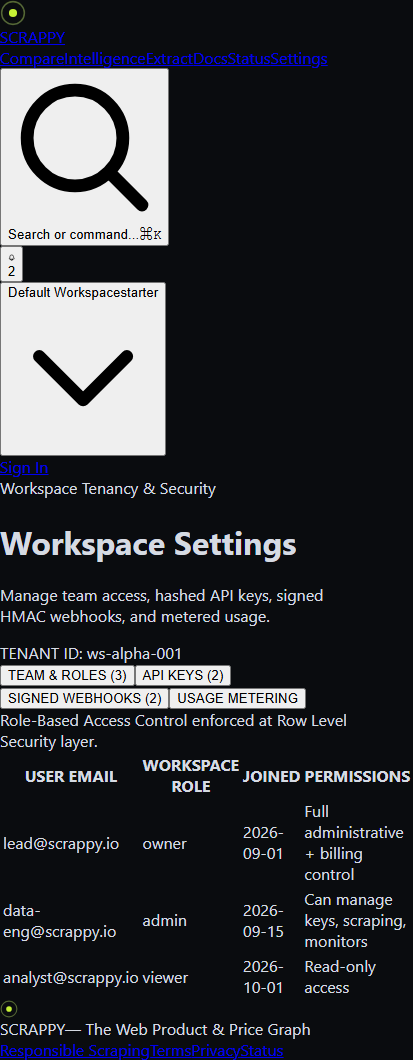 SCRAPPY
CompareIntelligenceExtractDocsStatusSettings
Search or command...⌘K
2
Default Workspacestarter
Sign In
Workspace Tenancy & Security
Workspace Settings
Manage team access, hashed API keys, signed
HMAC webhooks, and metered usage.
TENANT ID: ws-alpha-001
TEAM & ROLES (3) API KEYS (2)
SIGNED WEBHOOKS (2) USAGE METERING
Role-Based Access Control enforced at Row Level
Security layer.
USER EMAIL WORKSPACE ROLE JOINED PERMISSIONS
lead@scrappy.io owner 2026-09-01 Full administrative + billing control
data-eng@scrappy.io admin 2026-09-15 Can manage keys, scraping, monitors
analyst@scrappy.io viewer 2026-10-01 Read-only access
SCRAPPY— The Web Product & Price Graph
Responsible ScrapingTermsPrivacyStatus